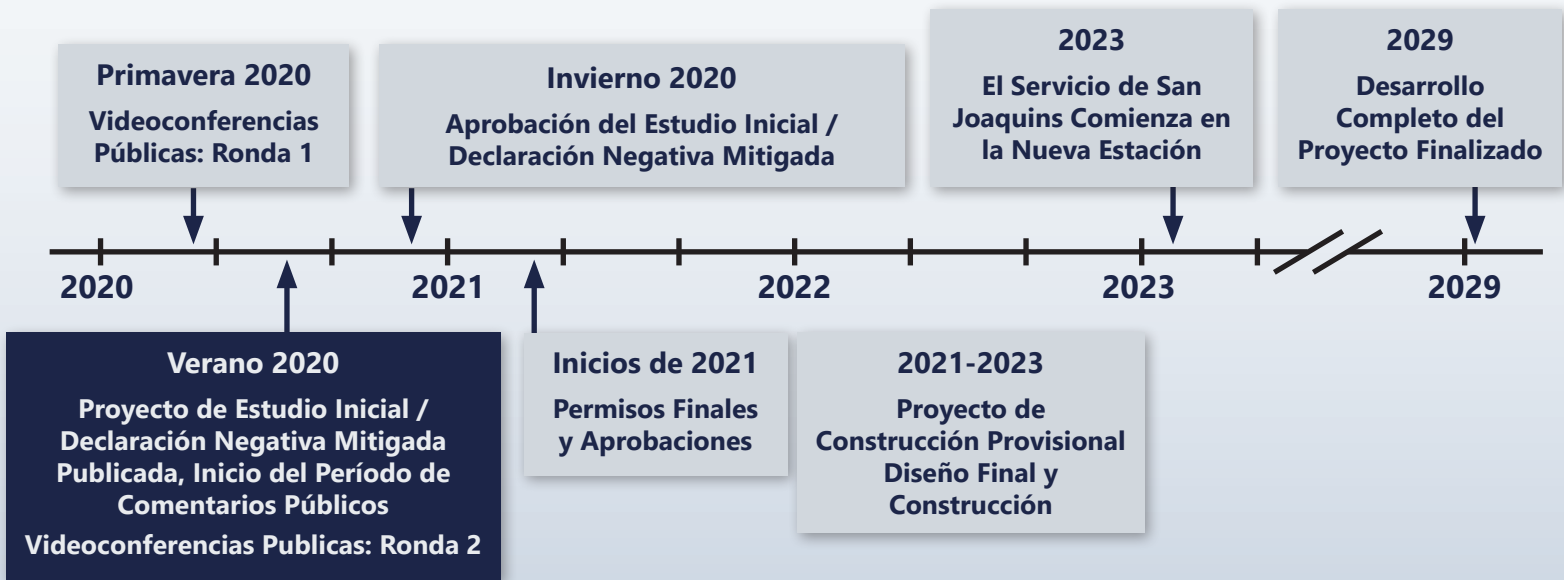 Primavera 2020
Videoconferencias
Públicas: Ronda 1
Invierno 2020
Aprobación del Estudio Inicial /
Declaración Negativa Mitigada
2023
El Servicio de San
Joaquins Comienza en
la Nueva Estación
2029
Desarrollo
Completo del
Proyecto Finalizado
2020
2021
2022
2023
2029
Verano 2020
Proyecto de Estudio Inicial /
Declaración Negativa Mitigada
Publicada, Inicio del Período de
Comentarios Públicos
Videoconferencias Publicas: Ronda 2
Inicios de 2021
Permisos Finales
y Aprobaciones
2021-2023
Proyecto de
Construcción Provisional
Diseño Final y
Construcción